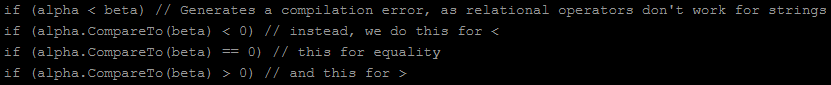 if (alpha < beta) // Generates a compilation error, as relational operators don't work for strings
if (alpha.CompareTo(beta) < 0) // instead, we do this for <
if (alpha.CompareTo(beta) == 0) // this for equality
if (alpha.CompareTo(beta) > 0) // and this for >